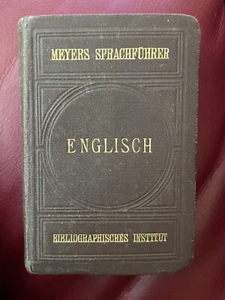 MEYERS SPRACHFÜHRER
ENGLISCH
BIBLIOGRAPHISCHES INSTITUT